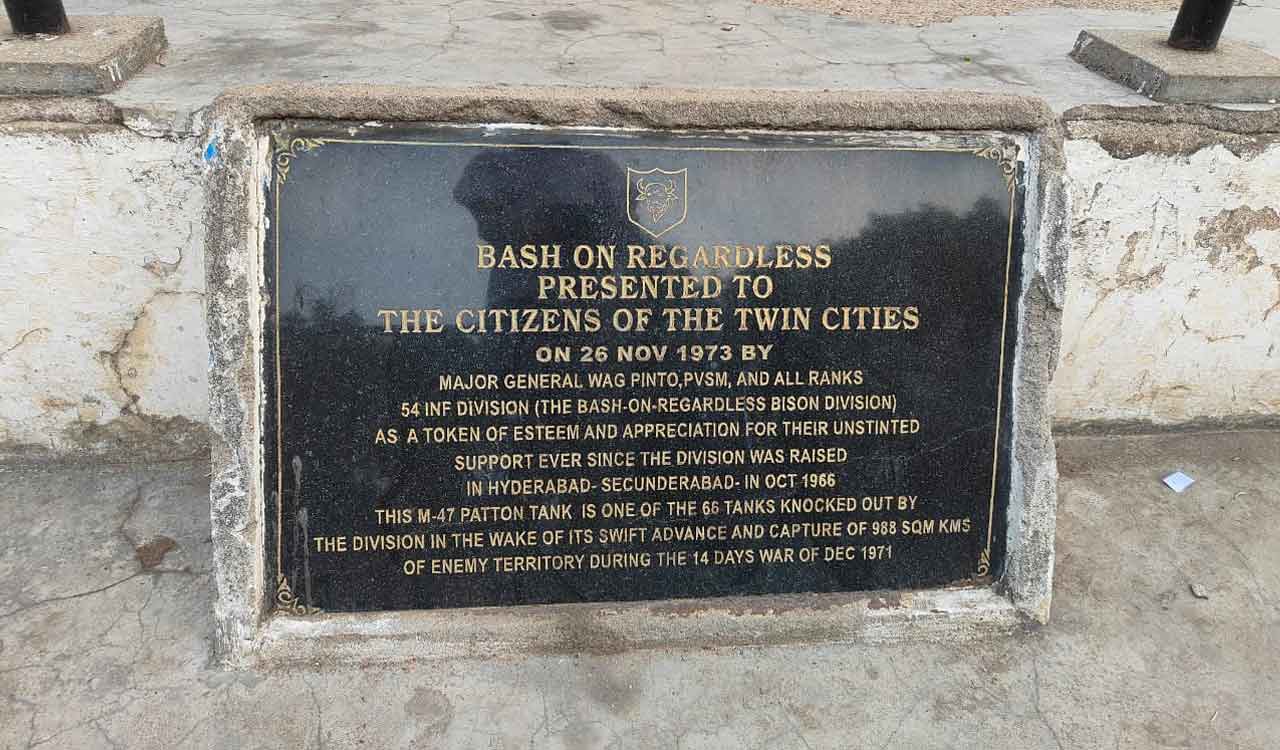 BASH ON REGARDLESS
PRESENTED TO
THE CITIZENS OF THE TWIN CITIES
ON 26 NOV 1973 BY
MAJOR GENERAL WAG PINTO,PVSM, AND ALL RANKS
54 INF DIVISION (THE BASH-ON-REGARDLESS BISON DIVISION)
AS A TOKEN OF ESTEEM AND APPRECIATION FOR THEIR UNSTINTED
SUPPORT EVER SINCE THE DIVISION WAS RAISED
IN HYDERABAD- SECUNDERABAD- IN OCT 1966
THIS M-47 PATTON TANK IS ONE OF THE 66 TANKS KNOCKED OUT BY
THE DIVISION IN THE WAKE OF ITS SWIFT ADVANCE AND CAPTURE OF 988 SQM KMS
OF ENEMY TERRITORY DURING THE 14 DAYS WAR OF DEC 1971